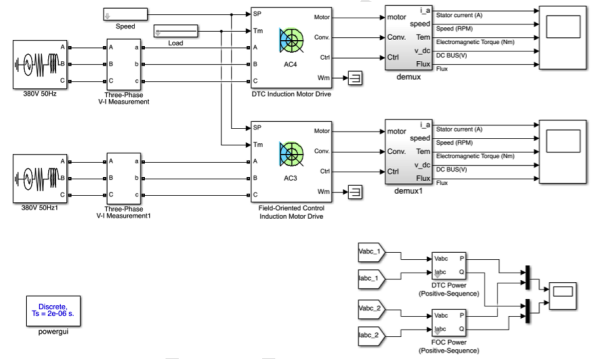 Speed
Load
SP
Tm
A
B
C
Motor
Conv.
Ctrl
Wm
AC4
DTC Induction Motor Drive
motor
Conv.
Ctrl
i_a
speed
Tem
v_dc
Flux
demux
Stator current (A)
Speed (RPM)
Electromagnetic Torque (Nm)
DC BUS(V)
Flux
N
A
B
C
380V 50Hz
A
B
C
a
b
c
Three-Phase
V-I Measurement
SP
Tm
A
B
C
Motor
Conv.
Ctrl
Wm
AC3
Field-Oriented Control
Induction Motor Drive
motor
Conv.
Ctrl
i_a
speed
Tem
v_dc
Flux
demux1
Stator current (A)
Speed (RPM)
Electromagnetic Torque (Nm)
DC BUS(V)
Flux
N
A
B
C
380V 50Hz1
A
B
C
a
b
c
Three-Phase
V-I Measurement1
Vabc_1
Iabc_1
Vabc
Iabc
P
Q
DTC Power
(Positive-Sequence)
Vabc_2
Iabc_2
Vabc
Iabc
P
Q
FOC Power
(Positive-Sequence)
Discrete,
Ts = 2e-06 s.
powergui